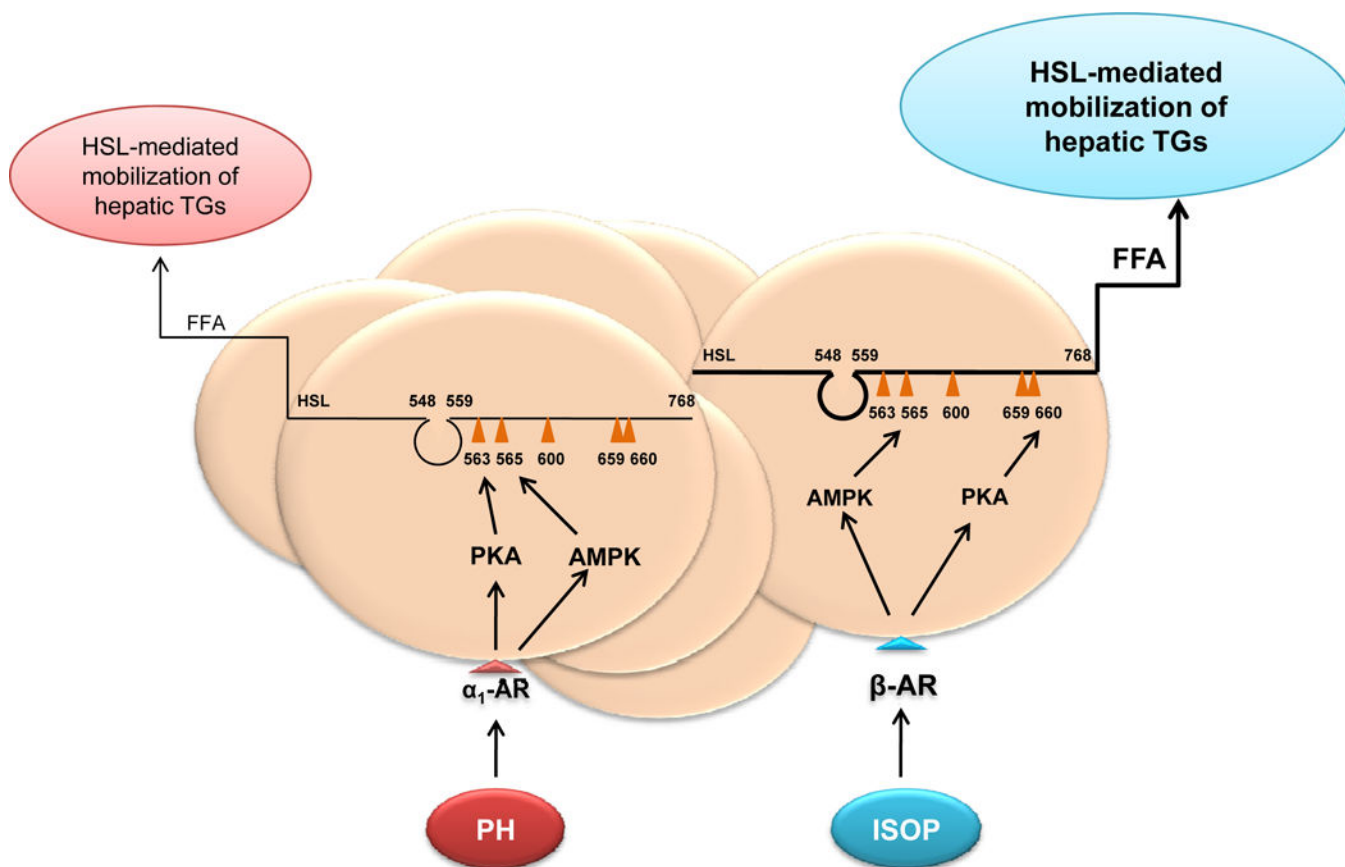 HSL-mediated
mobilization of
hepatic TGs
HSL-mediated
mobilization of
hepatic TGs
FFA
FFA
HSL 548 559 768
563 565 600 659 660
PKA AMPK
α₁-AR
PH
HSL 548 559 768
563 565 600 659 660
AMPK PKA
β-AR
ISOP